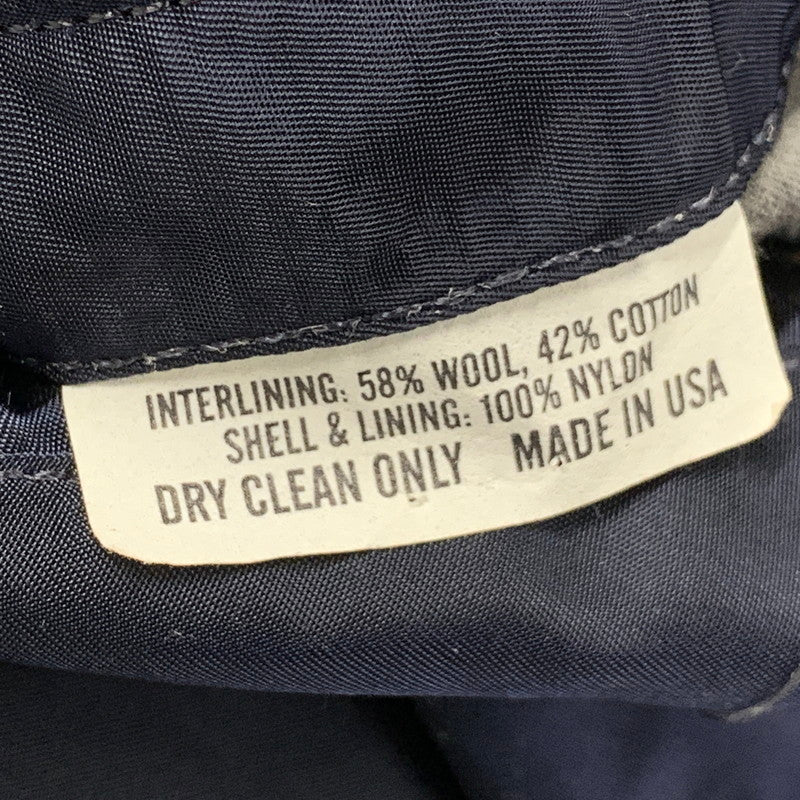 INTERLINING: 58% WOOL, 42% COTTON
SHELL & LINING: 100% NYLON
DRY CLEAN ONLY MADE IN USA